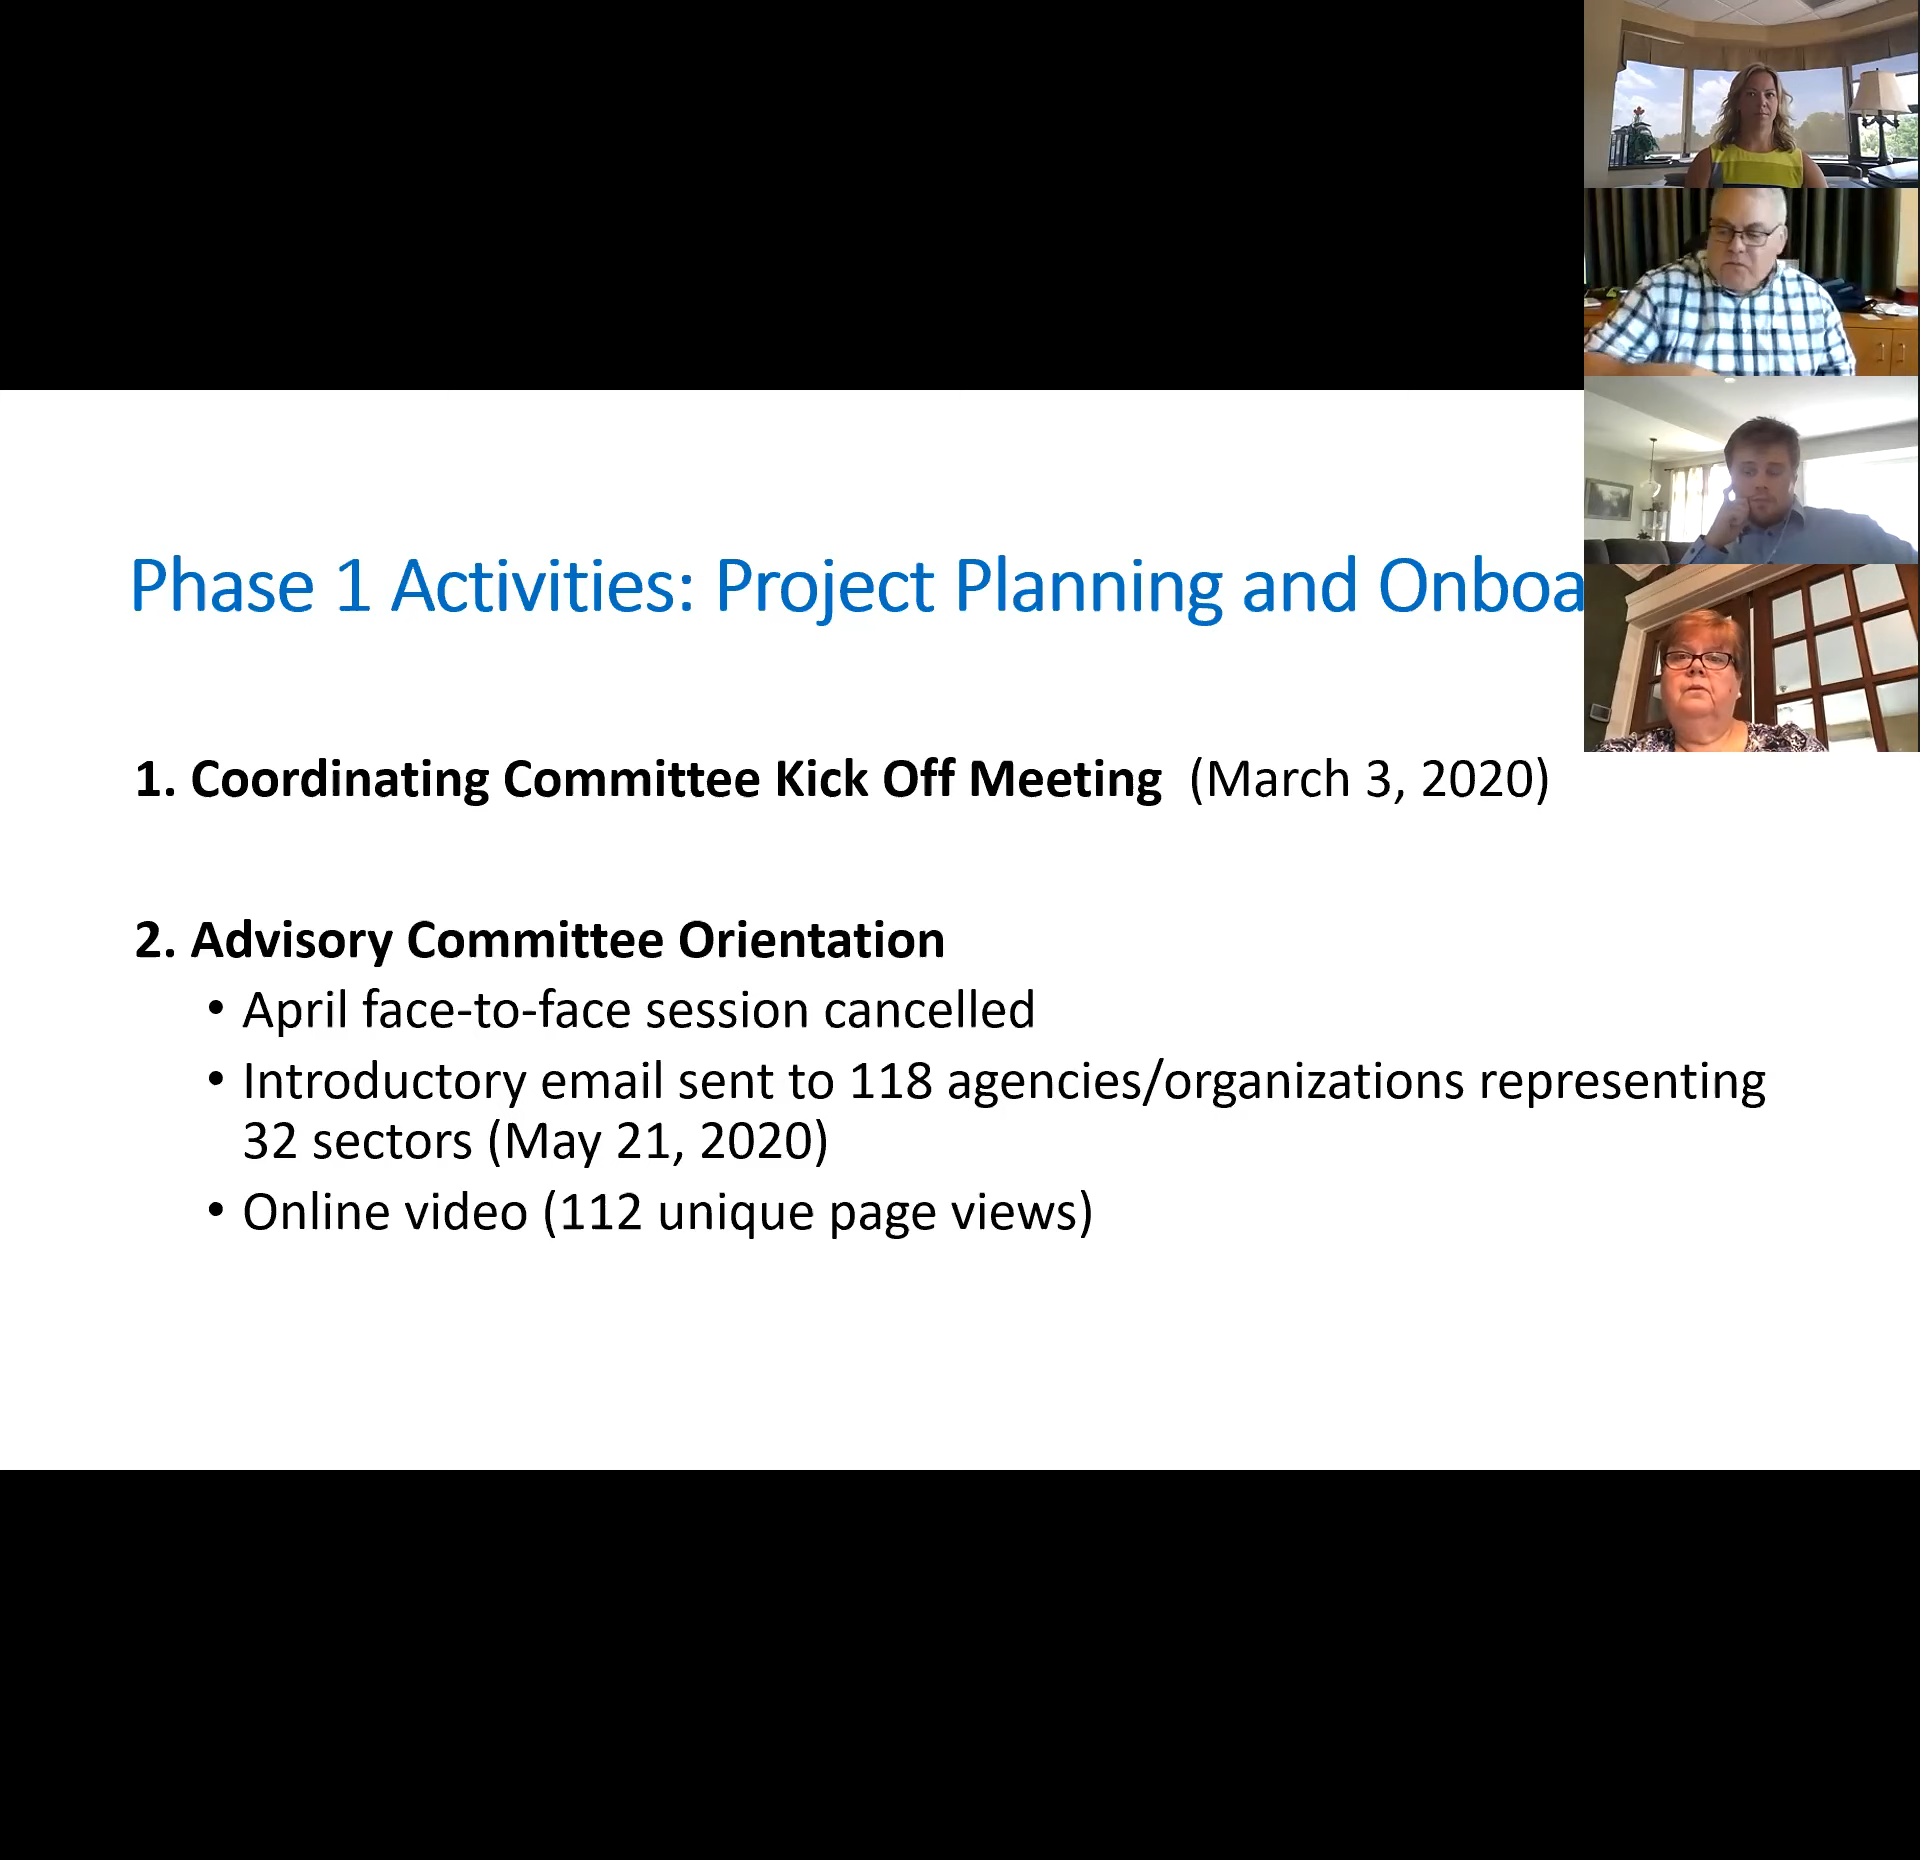 Phase 1 Activities: Project Planning and Onboa
1. Coordinating Committee Kick Off Meeting (March 3, 2020)
2. Advisory Committee Orientation
• April face-to-face session cancelled
• Introductory email sent to 118 agencies/organizations representing
32 sectors (May 21, 2020)
• Online video (112 unique page views)